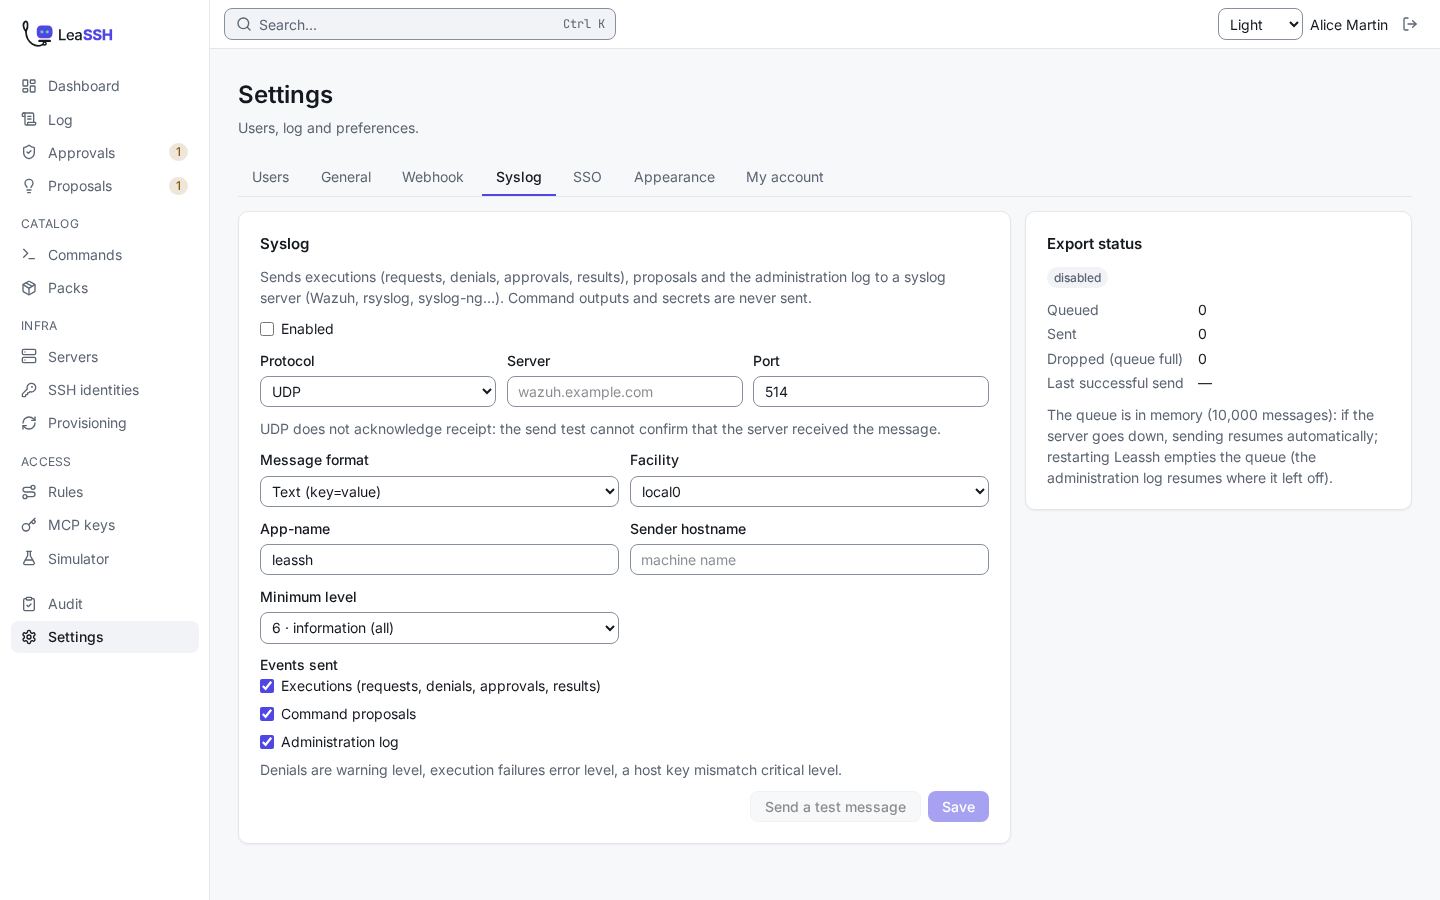 LeaSSH
Search...
Ctrl K
Light
Alice Martin
Dashboard
Log
Approvals 1
Proposals 1
CATALOG
Commands
Packs
INFRA
Servers
SSH identities
Provisioning
ACCESS
Rules
MCP keys
Simulator
Audit
Settings
Settings
Users, log and preferences.
Users General Webhook Syslog SSO Appearance My account
Syslog
Sends executions (requests, denials, approvals, results), proposals and the administration log to a syslog
server (Wazuh, rsyslog, syslog-ng...). Command outputs and secrets are never sent.
Enabled
Protocol Server Port
UDP wazuh.example.com 514
UDP does not acknowledge receipt: the send test cannot confirm that the server received the message.
Message format Facility
Text (key=value) local0
App-name Sender hostname
leassh machine name
Minimum level
6 · information (all)
Events sent
Executions (requests, denials, approvals, results)
Command proposals
Administration log
Denials are warning level, execution failures error level, a host key mismatch critical level.
Send a test message Save
Export status
disabled
Queued 0
Sent 0
Dropped (queue full) 0
Last successful send —
The queue is in memory (10,000 messages): if the
server goes down, sending resumes automatically;
restarting Leassh empties the queue (the
administration log resumes where it left off).